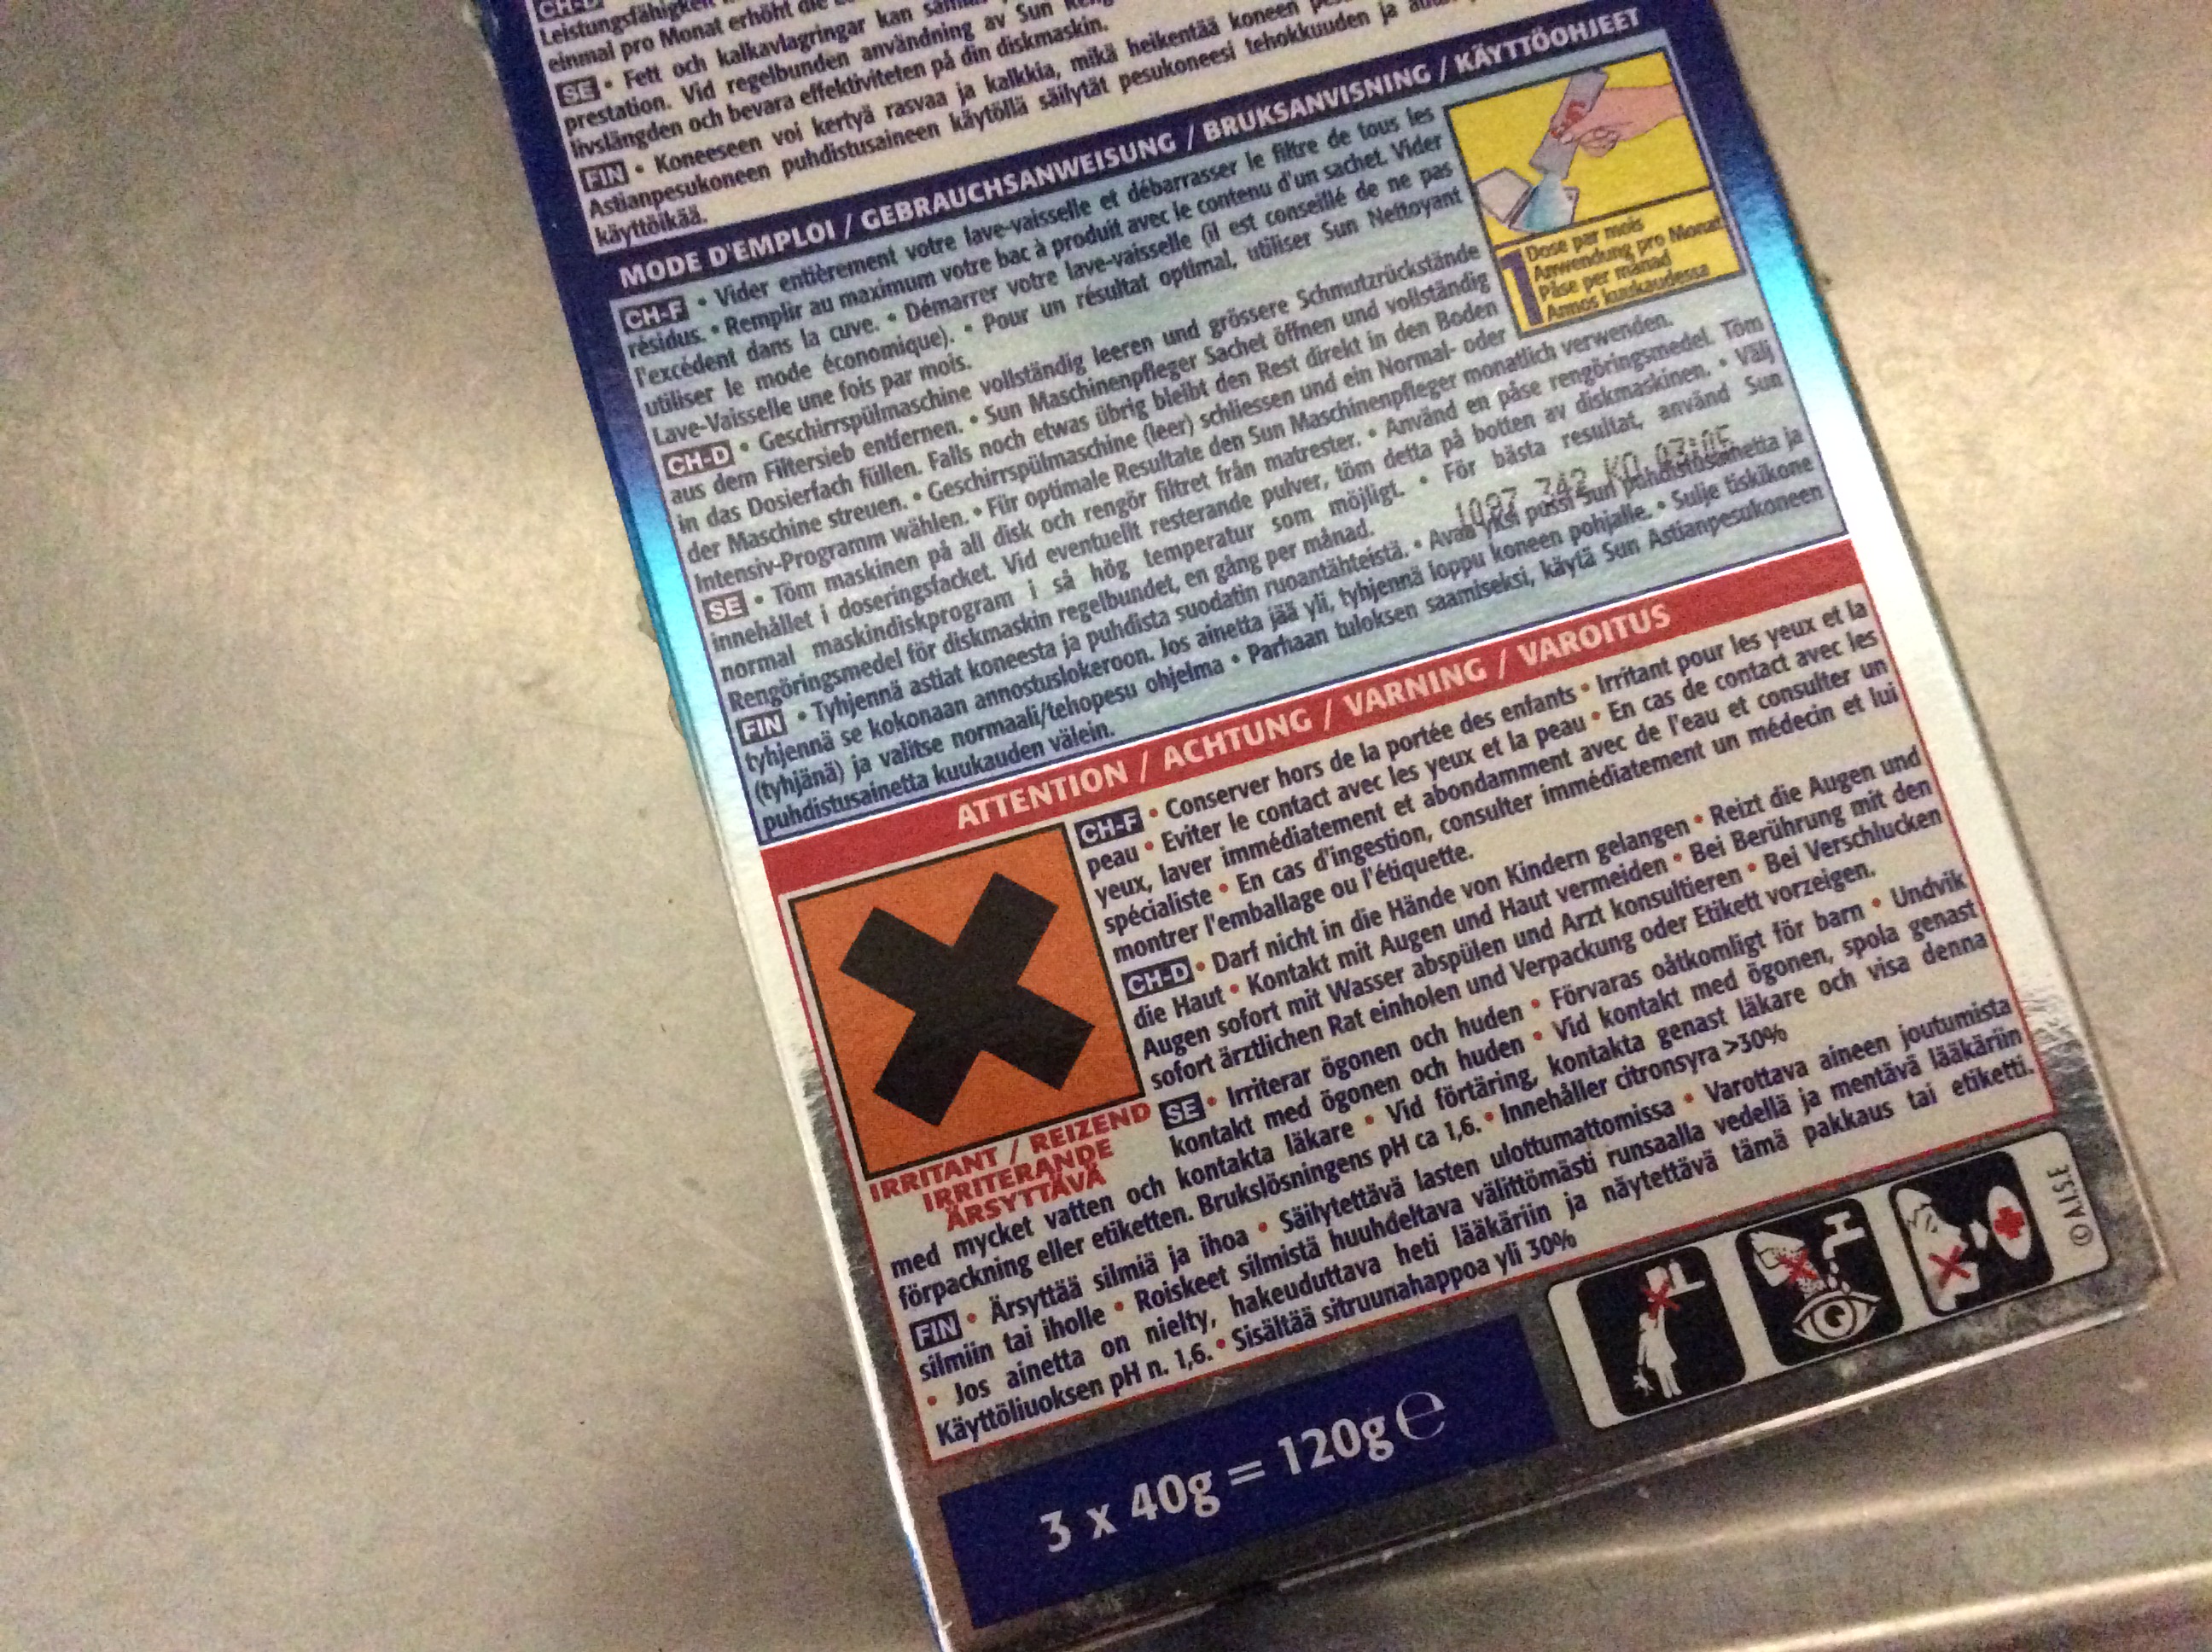 CH-D
Leistungsfähigkeit
einmal pro Monat erhöht die
SE • Fett och kalkavlagringar kan
prestation. Vid regelbunden användning av Sun
livslängden och bevara effektiviteten på din diskmaskin.
FIN • Koneeseen voi kertyä rasvaa ja kalkkia, mikä heikentää koneen
Astianpesukoneen puhdistusaineen käytöllä säilytät pesukoneesi tehokkuuden ja
käyttöikää.
MODE D'EMPLOI / GEBRAUCHSANWEISUNG / BRUKSANVISNING / KÄYTTÖOHJEET
CH-F • Vider entièrement votre lave-vaisselle et débarrasser le filtre de tous les
résidus. • Remplir au maximum votre bac à produit avec le contenu d'un sachet. Vider
l'excédent dans la cuve. • Démarrer votre lave-vaisselle (il est conseillé de ne pas
utiliser le mode économique). • Pour un résultat optimal, utiliser Sun Nettoyant
Lave-Vaisselle une fois par mois.
1 Dose par mois
Anwendung pro Monat
Påse per månad
Annos kuukaudessa
CH-D • Geschirrspülmaschine vollständig leeren und grössere Schmutzrückstände
aus dem Filtersieb entfernen. • Sun Maschinenpfleger Sachet öffnen und vollständig
in das Dosierfach füllen. Falls noch etwas übrig bleibt den Rest direkt in den Boden
der Maschine streuen. • Geschirrspülmaschine (leer) schliessen und ein Normal- oder
Intensiv-Programm wählen. • Für optimale Resultate den Sun Maschinenpfleger monatlich verwenden.
SE • Töm maskinen på all disk och rengör filtret från matrester. • Använd en påse rengöringsmedel. Töm
innehållet i doseringsfacket. Vid eventuellt resterande pulver, töm detta på botten av diskmaskinen. • Välj
normal maskindiskprogram i så hög temperatur som möjligt. • För bästa resultat, använd Sun
Rengöringsmedel för diskmaskin regelbundet, en gång per månad.
1097 342 KO 03:05
FIN • Tyhjennä astiat koneesta ja puhdista suodatin ruoantähteistä. • Avaa yksi pussi Sun puhdistusainetta ja
tyhjennä se kokonaan annostuslokeroon. Jos ainetta jää yli, tyhjennä loppu koneen pohjalle. • Sulje tiskikone
(tyhjänä) ja valitse normaali/tehopesu ohjelma • Parhaan tuloksen saamiseksi, käytä Sun Astianpesukoneen
puhdistusainetta kuukauden välein.
ATTENTION / ACHTUNG / VARNING / VAROITUS
CH-F • Conserver hors de la portée des enfants • Irritant pour les yeux et la
peau • Eviter le contact avec les yeux et la peau • En cas de contact avec les
yeux, laver immédiatement et abondamment avec de l'eau et consulter un
spécialiste • En cas d'ingestion, consulter immédiatement un médecin et lui
montrer l'emballage ou l'étiquette.
CH-D • Darf nicht in die Hände von Kindern gelangen • Reizt die Augen und
die Haut • Kontakt mit Augen und Haut vermeiden • Bei Berührung mit den
Augen sofort mit Wasser abspülen und Arzt konsultieren • Bei Verschlucken
sofort ärztlichen Rat einholen und Verpackung oder Etikett vorzeigen.
IRRITANT / REIZEND
IRRITERANDE
ÄRSYTTÄVÄ
SE • Irriterar ögonen och huden • Förvaras oåtkomligt för barn • Undvik
kontakt med ögonen och huden • Vid kontakt med ögonen, spola genast
med mycket vatten och kontakta läkare • Vid förtäring, kontakta genast läkare och visa denna
förpackning eller etiketten. Brukslösningens pH ca 1,6. • Innehåller citronsyra >30%
FIN • Ärsyttää silmiä ja ihoa • Säilytettävä lasten ulottumattomissa • Varottava aineen joutumista
silmiin tai iholle • Roiskeet silmistä huuhdeltava välittömästi runsaalla vedellä ja mentävä lääkäriin
• Jos ainetta on nielty, hakeuduttava heti lääkäriin ja näytettävä tämä pakkaus tai etiketti.
Käyttöliuoksen pH n. 1,6. • Sisältää sitruunahappoa yli 30%
3 x 40g = 120g ℮
© A.I.S.E